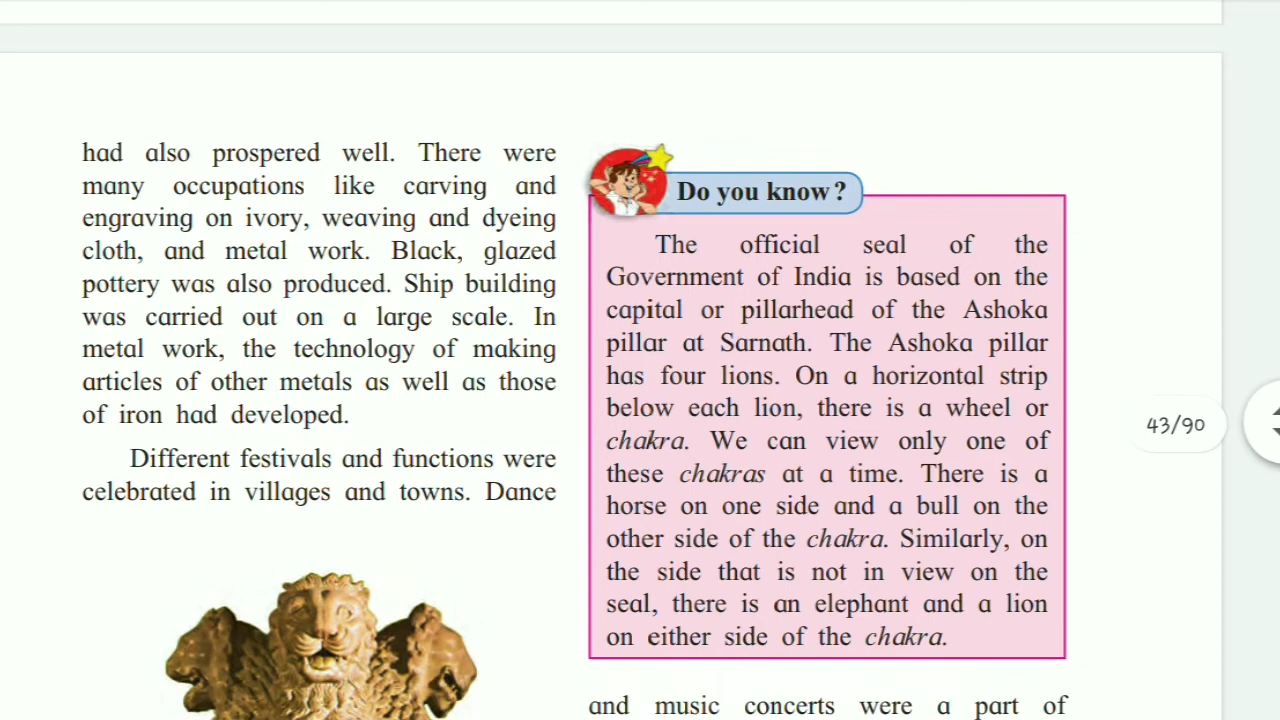 had also prospered well. There were
many occupations like carving and
engraving on ivory, weaving and dyeing
cloth, and metal work. Black, glazed
pottery was also produced. Ship building
was carried out on a large scale. In
metal work, the technology of making
articles of other metals as well as those
of iron had developed.
Different festivals and functions were
celebrated in villages and towns. Dance
Do you know?
The official seal of the
Government of India is based on the
capital or pillarhead of the Ashoka
pillar at Sarnath. The Ashoka pillar
has four lions. On a horizontal strip
below each lion, there is a wheel or
chakra. We can view only one of
these chakras at a time. There is a
horse on one side and a bull on the
other side of the chakra. Similarly, on
the side that is not in view on the
seal, there is an elephant and a lion
on either side of the chakra.
and music concerts were a part of
43/90